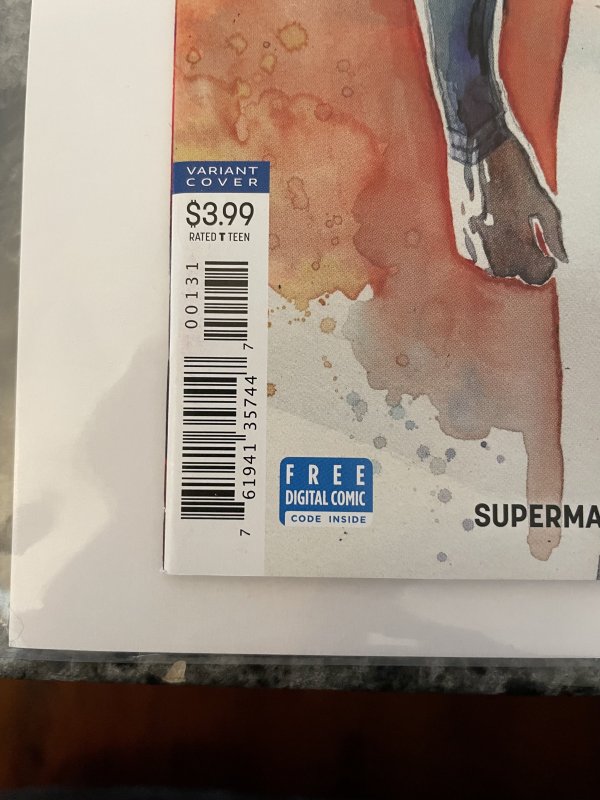 VARIANT
COVER
$3.99
RATED T TEEN
00131
7 61941 35744 7
FREE
DIGITAL COMIC
CODE INSIDE
SUPERMA